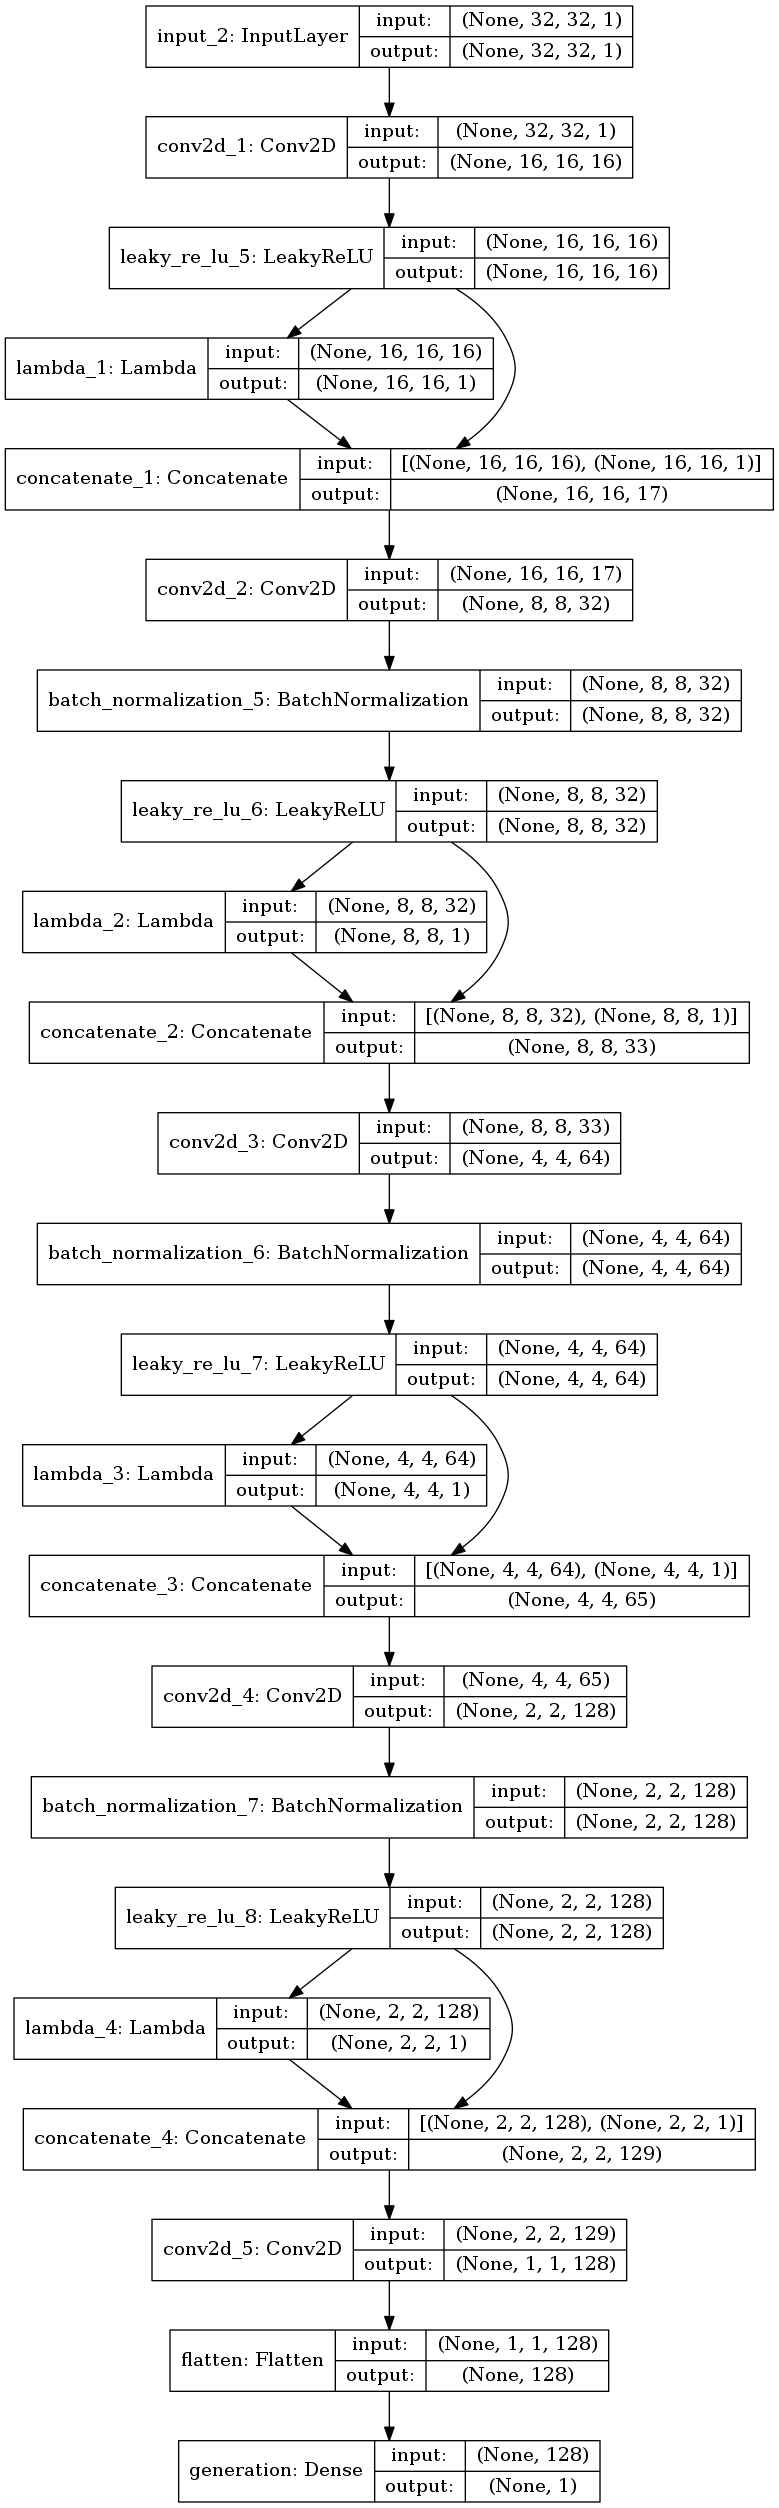 input_2: InputLayer
input: (None, 32, 32, 1)
output: (None, 32, 32, 1)
conv2d_1: Conv2D
input: (None, 32, 32, 1)
output: (None, 16, 16, 16)
leaky_re_lu_5: LeakyReLU
input: (None, 16, 16, 16)
output: (None, 16, 16, 16)
lambda_1: Lambda
input: (None, 16, 16, 16)
output: (None, 16, 16, 1)
concatenate_1: Concatenate
input: [(None, 16, 16, 16), (None, 16, 16, 1)]
output: (None, 16, 16, 17)
conv2d_2: Conv2D
input: (None, 16, 16, 17)
output: (None, 8, 8, 32)
batch_normalization_5: BatchNormalization
input: (None, 8, 8, 32)
output: (None, 8, 8, 32)
leaky_re_lu_6: LeakyReLU
input: (None, 8, 8, 32)
output: (None, 8, 8, 32)
lambda_2: Lambda
input: (None, 8, 8, 32)
output: (None, 8, 8, 1)
concatenate_2: Concatenate
input: [(None, 8, 8, 32), (None, 8, 8, 1)]
output: (None, 8, 8, 33)
conv2d_3: Conv2D
input: (None, 8, 8, 33)
output: (None, 4, 4, 64)
batch_normalization_6: BatchNormalization
input: (None, 4, 4, 64)
output: (None, 4, 4, 64)
leaky_re_lu_7: LeakyReLU
input: (None, 4, 4, 64)
output: (None, 4, 4, 64)
lambda_3: Lambda
input: (None, 4, 4, 64)
output: (None, 4, 4, 1)
concatenate_3: Concatenate
input: [(None, 4, 4, 64), (None, 4, 4, 1)]
output: (None, 4, 4, 65)
conv2d_4: Conv2D
input: (None, 4, 4, 65)
output: (None, 2, 2, 128)
batch_normalization_7: BatchNormalization
input: (None, 2, 2, 128)
output: (None, 2, 2, 128)
leaky_re_lu_8: LeakyReLU
input: (None, 2, 2, 128)
output: (None, 2, 2, 128)
lambda_4: Lambda
input: (None, 2, 2, 128)
output: (None, 2, 2, 1)
concatenate_4: Concatenate
input: [(None, 2, 2, 128), (None, 2, 2, 1)]
output: (None, 2, 2, 129)
conv2d_5: Conv2D
input: (None, 2, 2, 129)
output: (None, 1, 1, 128)
flatten: Flatten
input: (None, 1, 1, 128)
output: (None, 128)
generation: Dense
input: (None, 128)
output: (None, 1)